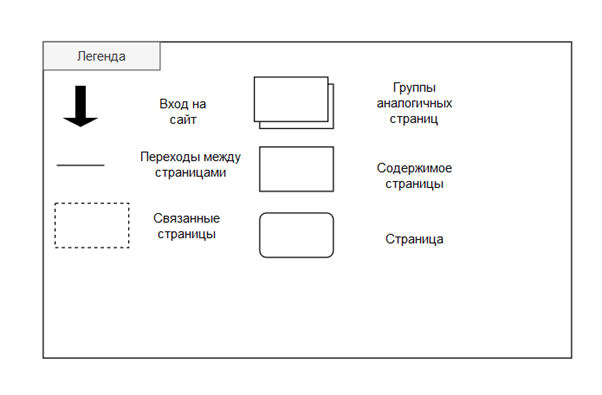 Легенда
Вход на
сайт
Группы
аналогичных
страниц
Переходы между
страницами
Содержимое
страницы
Связанные
страницы
Страница